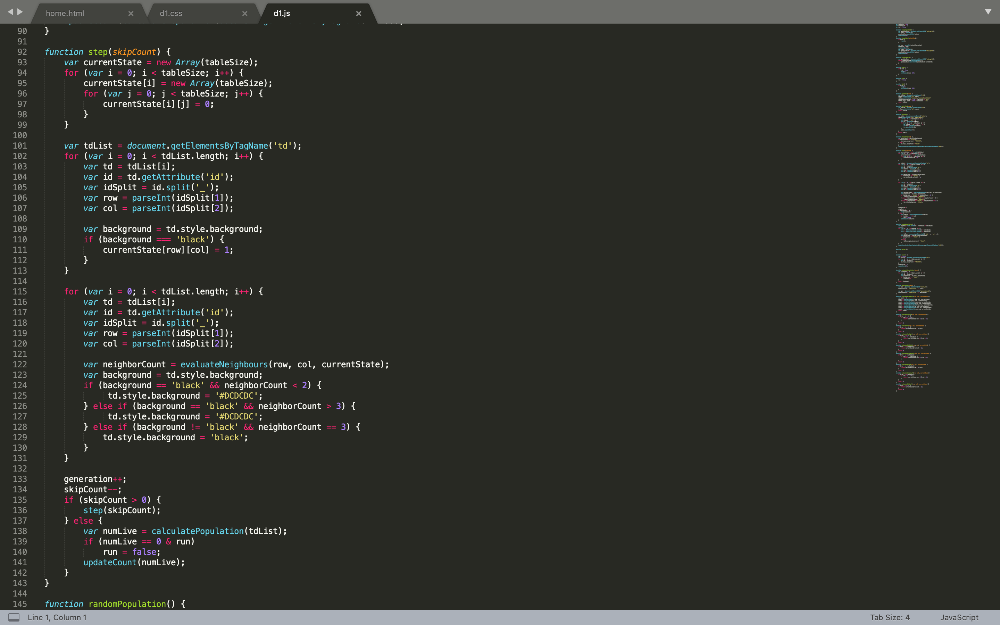 home.html
d1.css
d1.js
90 }
91
92 function step(skipCount) {
93     var currentState = new Array(tableSize);
94     for (var i = 0; i < tableSize; i++) {
95         currentState[i] = new Array(tableSize);
96         for (var j = 0; j < tableSize; j++) {
97             currentState[i][j] = 0;
98         }
99     }
100
101     var tdList = document.getElementsByTagName('td');
102     for (var i = 0; i < tdList.length; i++) {
103         var td = tdList[i];
104         var id = td.getAttribute('id');
105         var idSplit = id.split('_');
106         var row = parseInt(idSplit[1]);
107         var col = parseInt(idSplit[2]);
108
109         var background = td.style.background;
110         if (background === 'black') {
111             currentState[row][col] = 1;
112         }
113     }
114
115     for (var i = 0; i < tdList.length; i++) {
116         var td = tdList[i];
117         var id = td.getAttribute('id');
118         var idSplit = id.split('_');
119         var row = parseInt(idSplit[1]);
120         var col = parseInt(idSplit[2]);
121
122         var neighborCount = evaluateNeighbours(row, col, currentState);
123         var background = td.style.background;
124         if (background == 'black' && neighborCount < 2) {
125              td.style.background = '#DCDCDC';
126         } else if (background == 'black' && neighborCount > 3) {
127              td.style.background = '#DCDCDC';
128         } else if (background != 'black' && neighborCount == 3) {
129             td.style.background = 'black';
130         }
131     }
132
133     generation++;
134     skipCount--;
135     if (skipCount > 0) {
136         step(skipCount);
137     } else {
138         var numLive = calculatePopulation(tdList);
139         if (numLive == 0 & run)
140             run = false;
141         updateCount(numLive);
142     }
143 }
144
145 function randomPopulation() {
Line 1, Column 1
Tab Size: 4
JavaScript